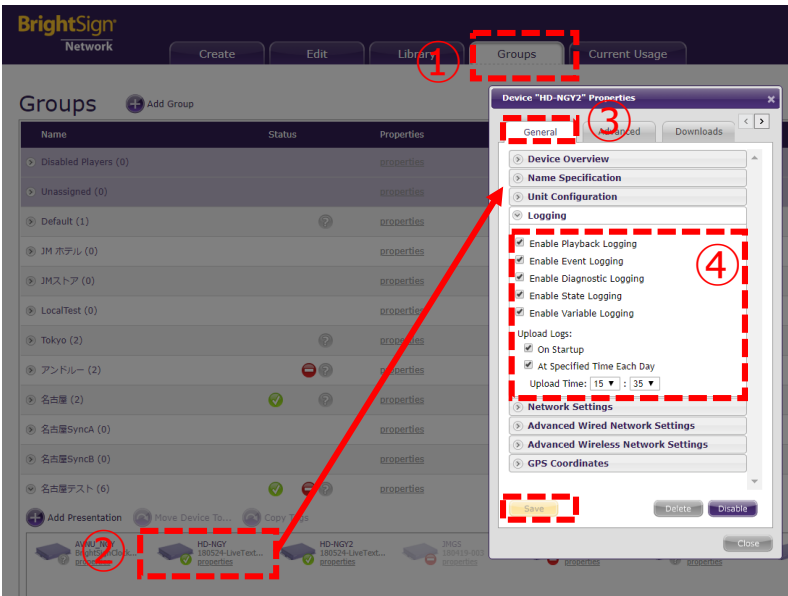 BrightSign
Network
Create
Edit
Library
Groups
Current Usage
①
Groups
Add Group
Name
Status
Properties
Disabled Players (0)
properties
Unassigned (0)
properties
Default (1)
?
properties
JM ホテル (0)
properties
JMストア (0)
properties
LocalTest (0)
properties
Tokyo (2)
?
properties
アンドルー (2)
?
properties
名古屋 (2)
?
properties
名古屋SyncA (0)
properties
名古屋SyncB (0)
properties
名古屋テスト (6)
?
properties
Add Presentation
Move Device To...
Copy Tags
②
AVNU_NGY
BrightSignClock...
properties
HD-NGY
180524-LiveText...
properties
HD-NGY2
180524-LiveText...
properties
JMGS
properties
properties
properties
Device "HD-NGY2" Properties
x
③
General
Advanced
Downloads
< >
Device Overview
Name Specification
Unit Configuration
Logging
④
Enable Playback Logging
Enable Event Logging
Enable Diagnostic Logging
Enable State Logging
Enable Variable Logging
Upload Logs:
On Startup
At Specified Time Each Day
Upload Time: 15 : 35
Network Settings
Advanced Wired Network Settings
Advanced Wireless Network Settings
GPS Coordinates
Save
Delete
Disable
Close